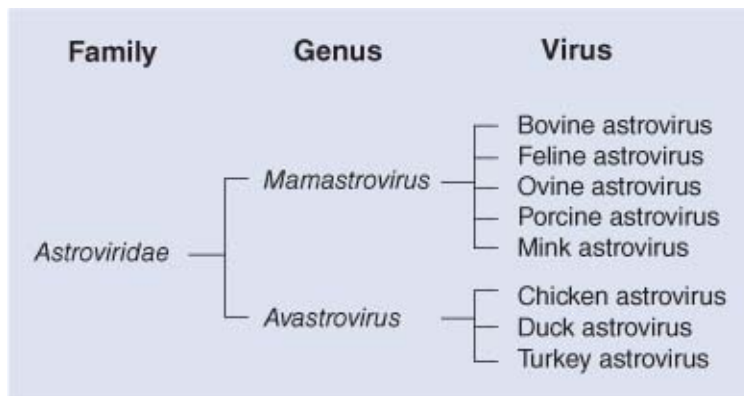 Family Genus Virus
Bovine astrovirus
Feline astrovirus
Mamastrovirus
Ovine astrovirus
Porcine astrovirus
Mink astrovirus
Astroviridae
Chicken astrovirus
Avastrovirus
Duck astrovirus
Turkey astrovirus